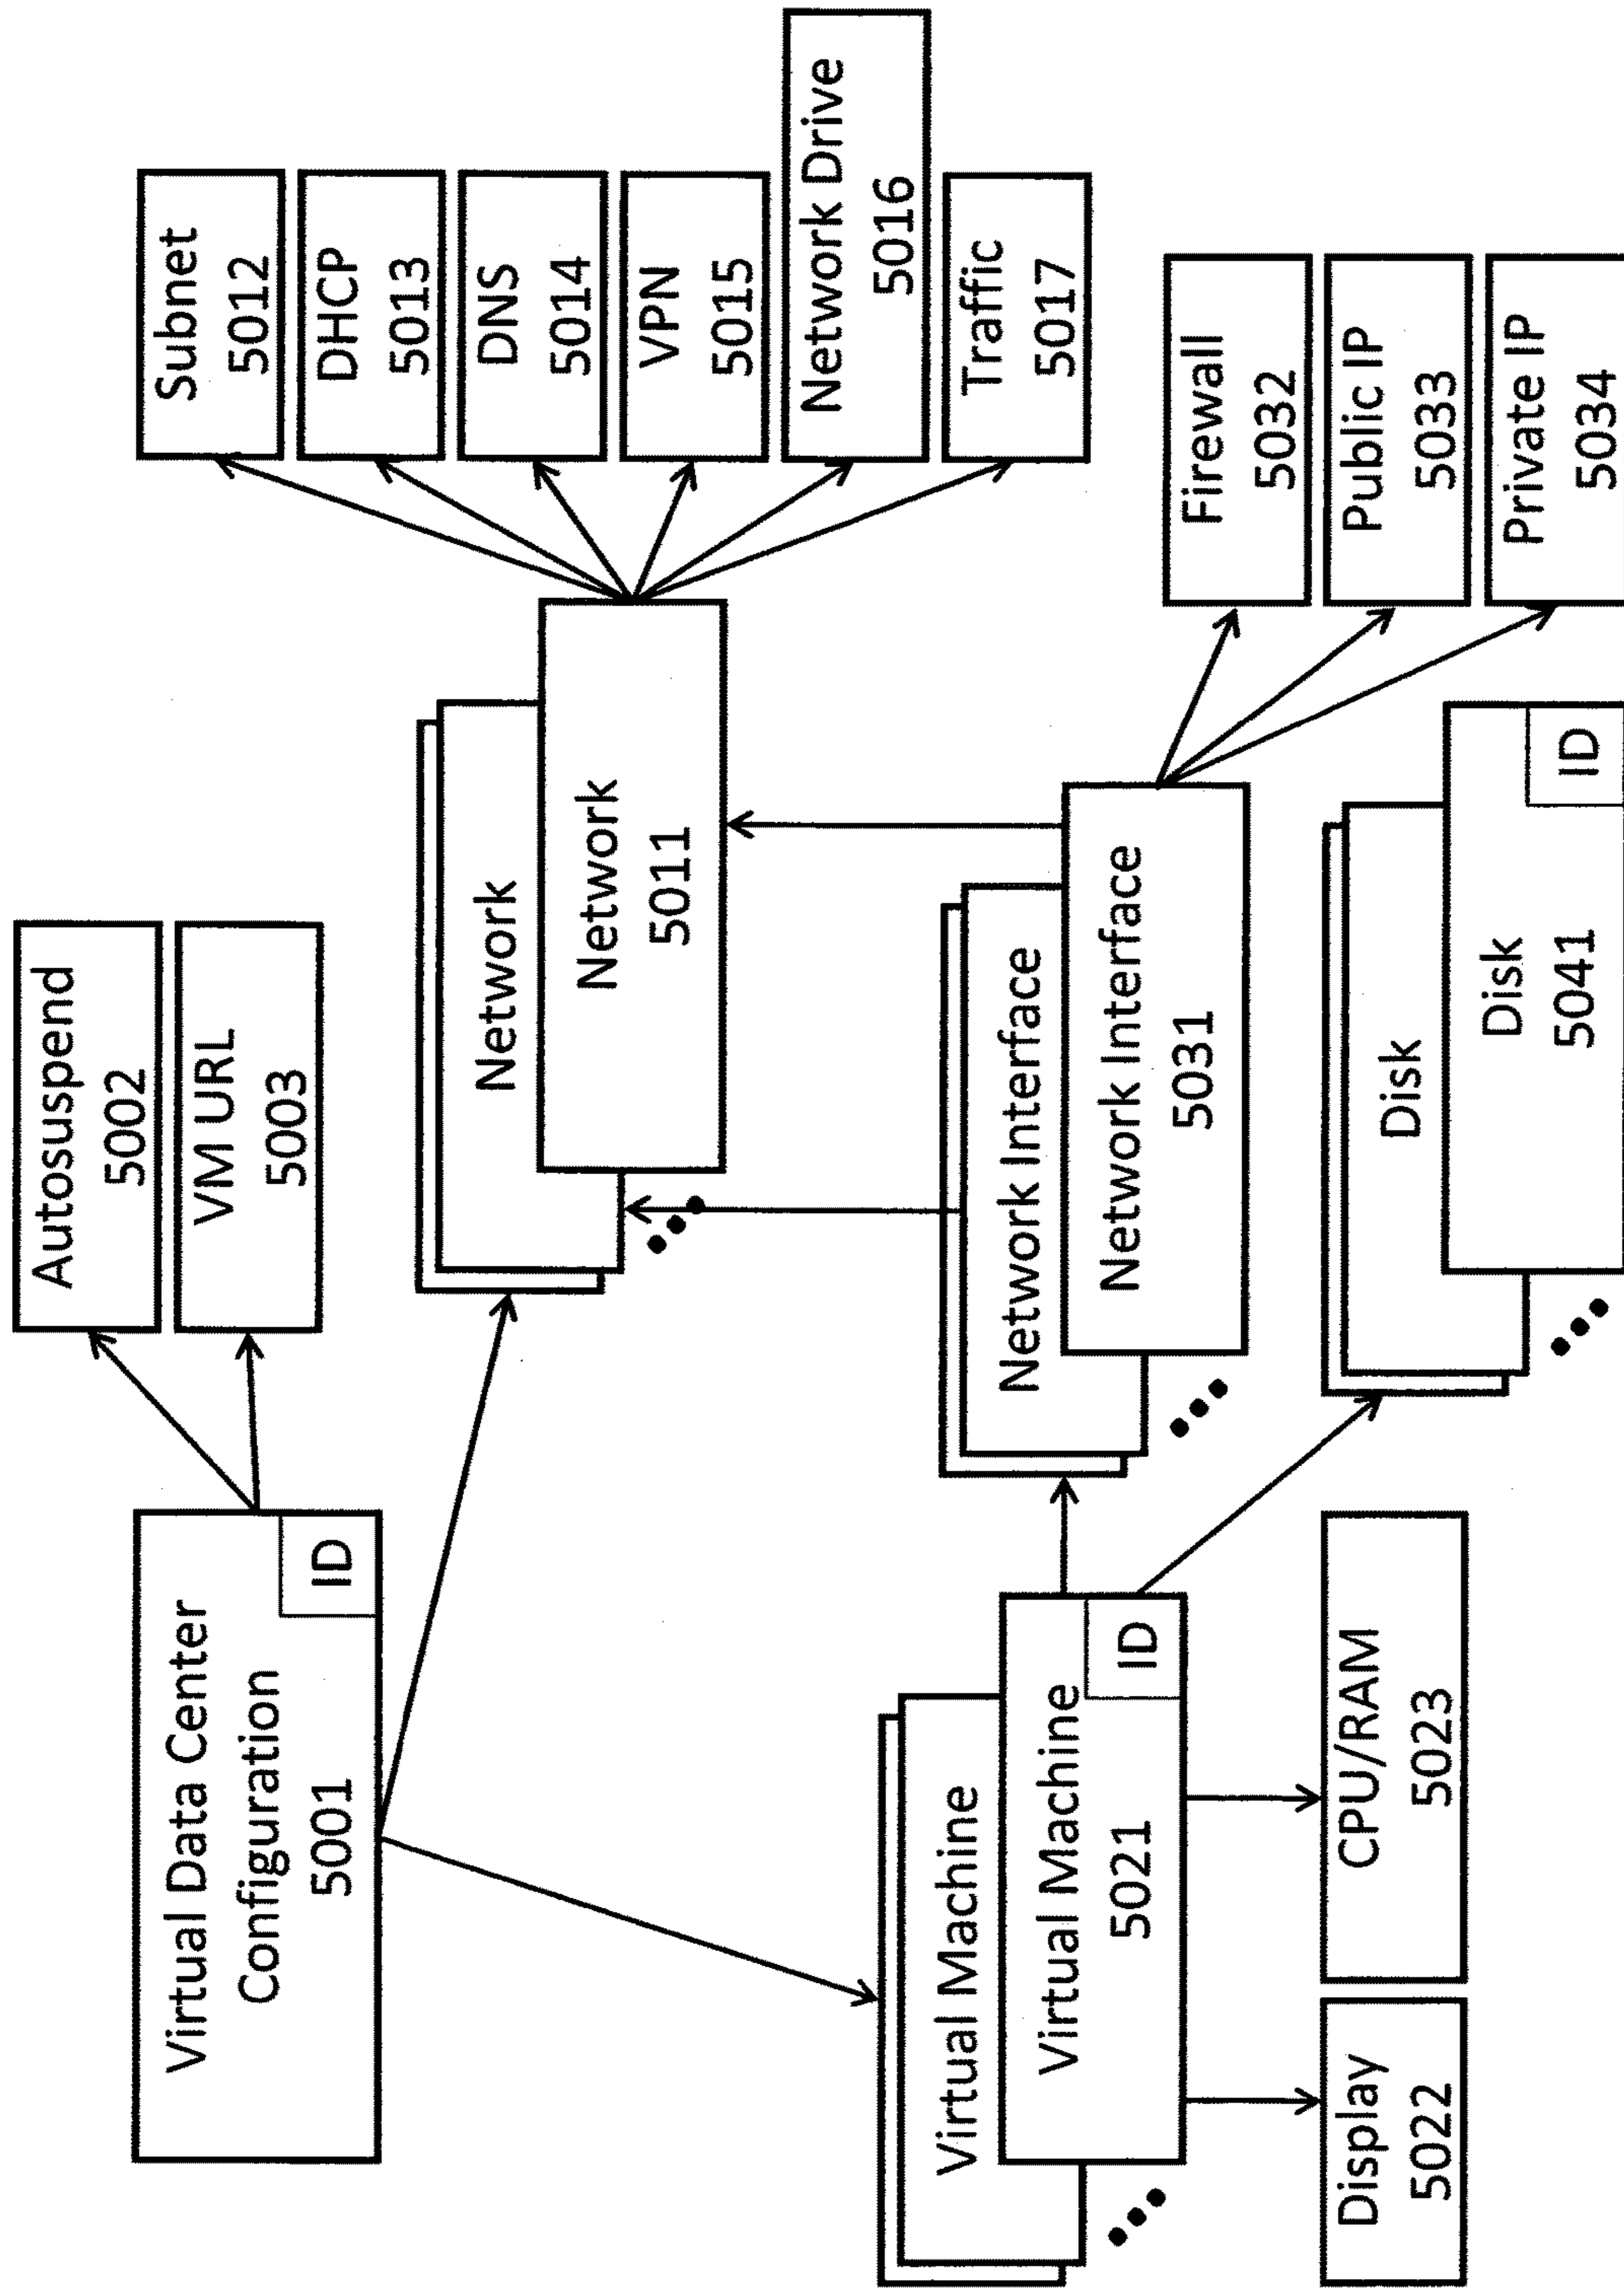 Virtual Data Center
Configuration
5001
ID
Autosuspend
5002
VM URL
5003
Network
Network
5011
Subnet
5012
DHCP
5013
DNS
5014
VPN
5015
Network Drive
5016
Traffic
5017
Virtual Machine
Virtual Machine
5021
ID
Display
5022
CPU/RAM
5023
Network Interface
Network Interface
5031
Firewall
5032
Public IP
5033
Private IP
5034
Disk
Disk
5041
ID